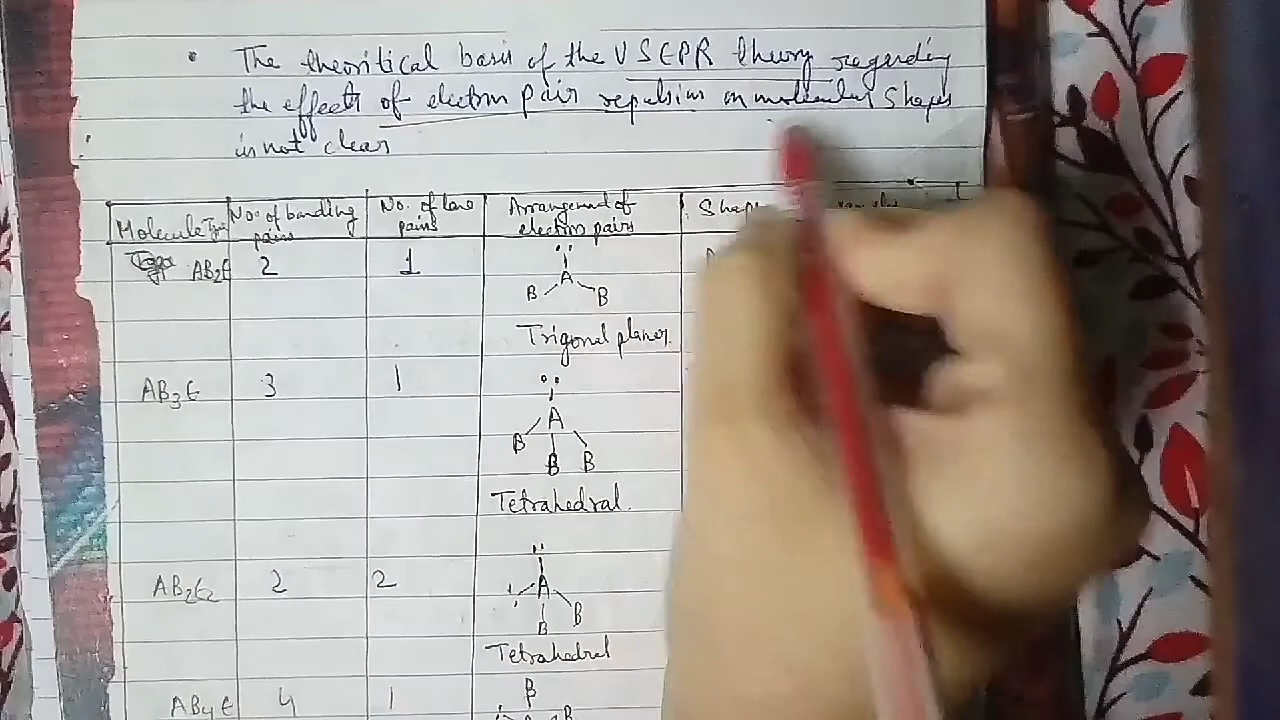 • The theoritical basis of the VSEPR theory regarding
the effects of electron pair repulsion on molecular shapes
is not clear
Molecule Type No. of bonding pairs No. of lone pairs Arrangement of electron pairs Shape
AB2E 2 1
A
B B
Trigonal planar.
AB3E 3 1
A
B B B
Tetrahedral.
AB2E2 2 2
A
B B
Tetrahedral
AB4E 4 1
B
B